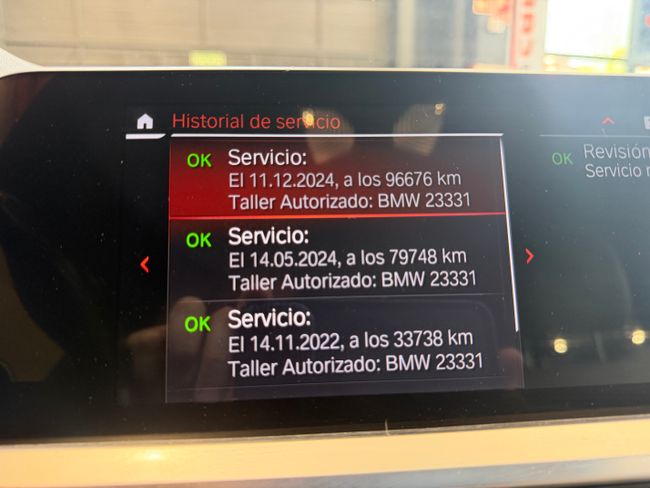 Historial de servicio
OK Servicio:
El 11.12.2024, a los 96676 km
Taller Autorizado: BMW 23331
OK Servicio:
El 14.05.2024, a los 79748 km
Taller Autorizado: BMW 23331
OK Servicio:
El 14.11.2022, a los 33738 km
Taller Autorizado: BMW 23331
OK Revisión
Servicio